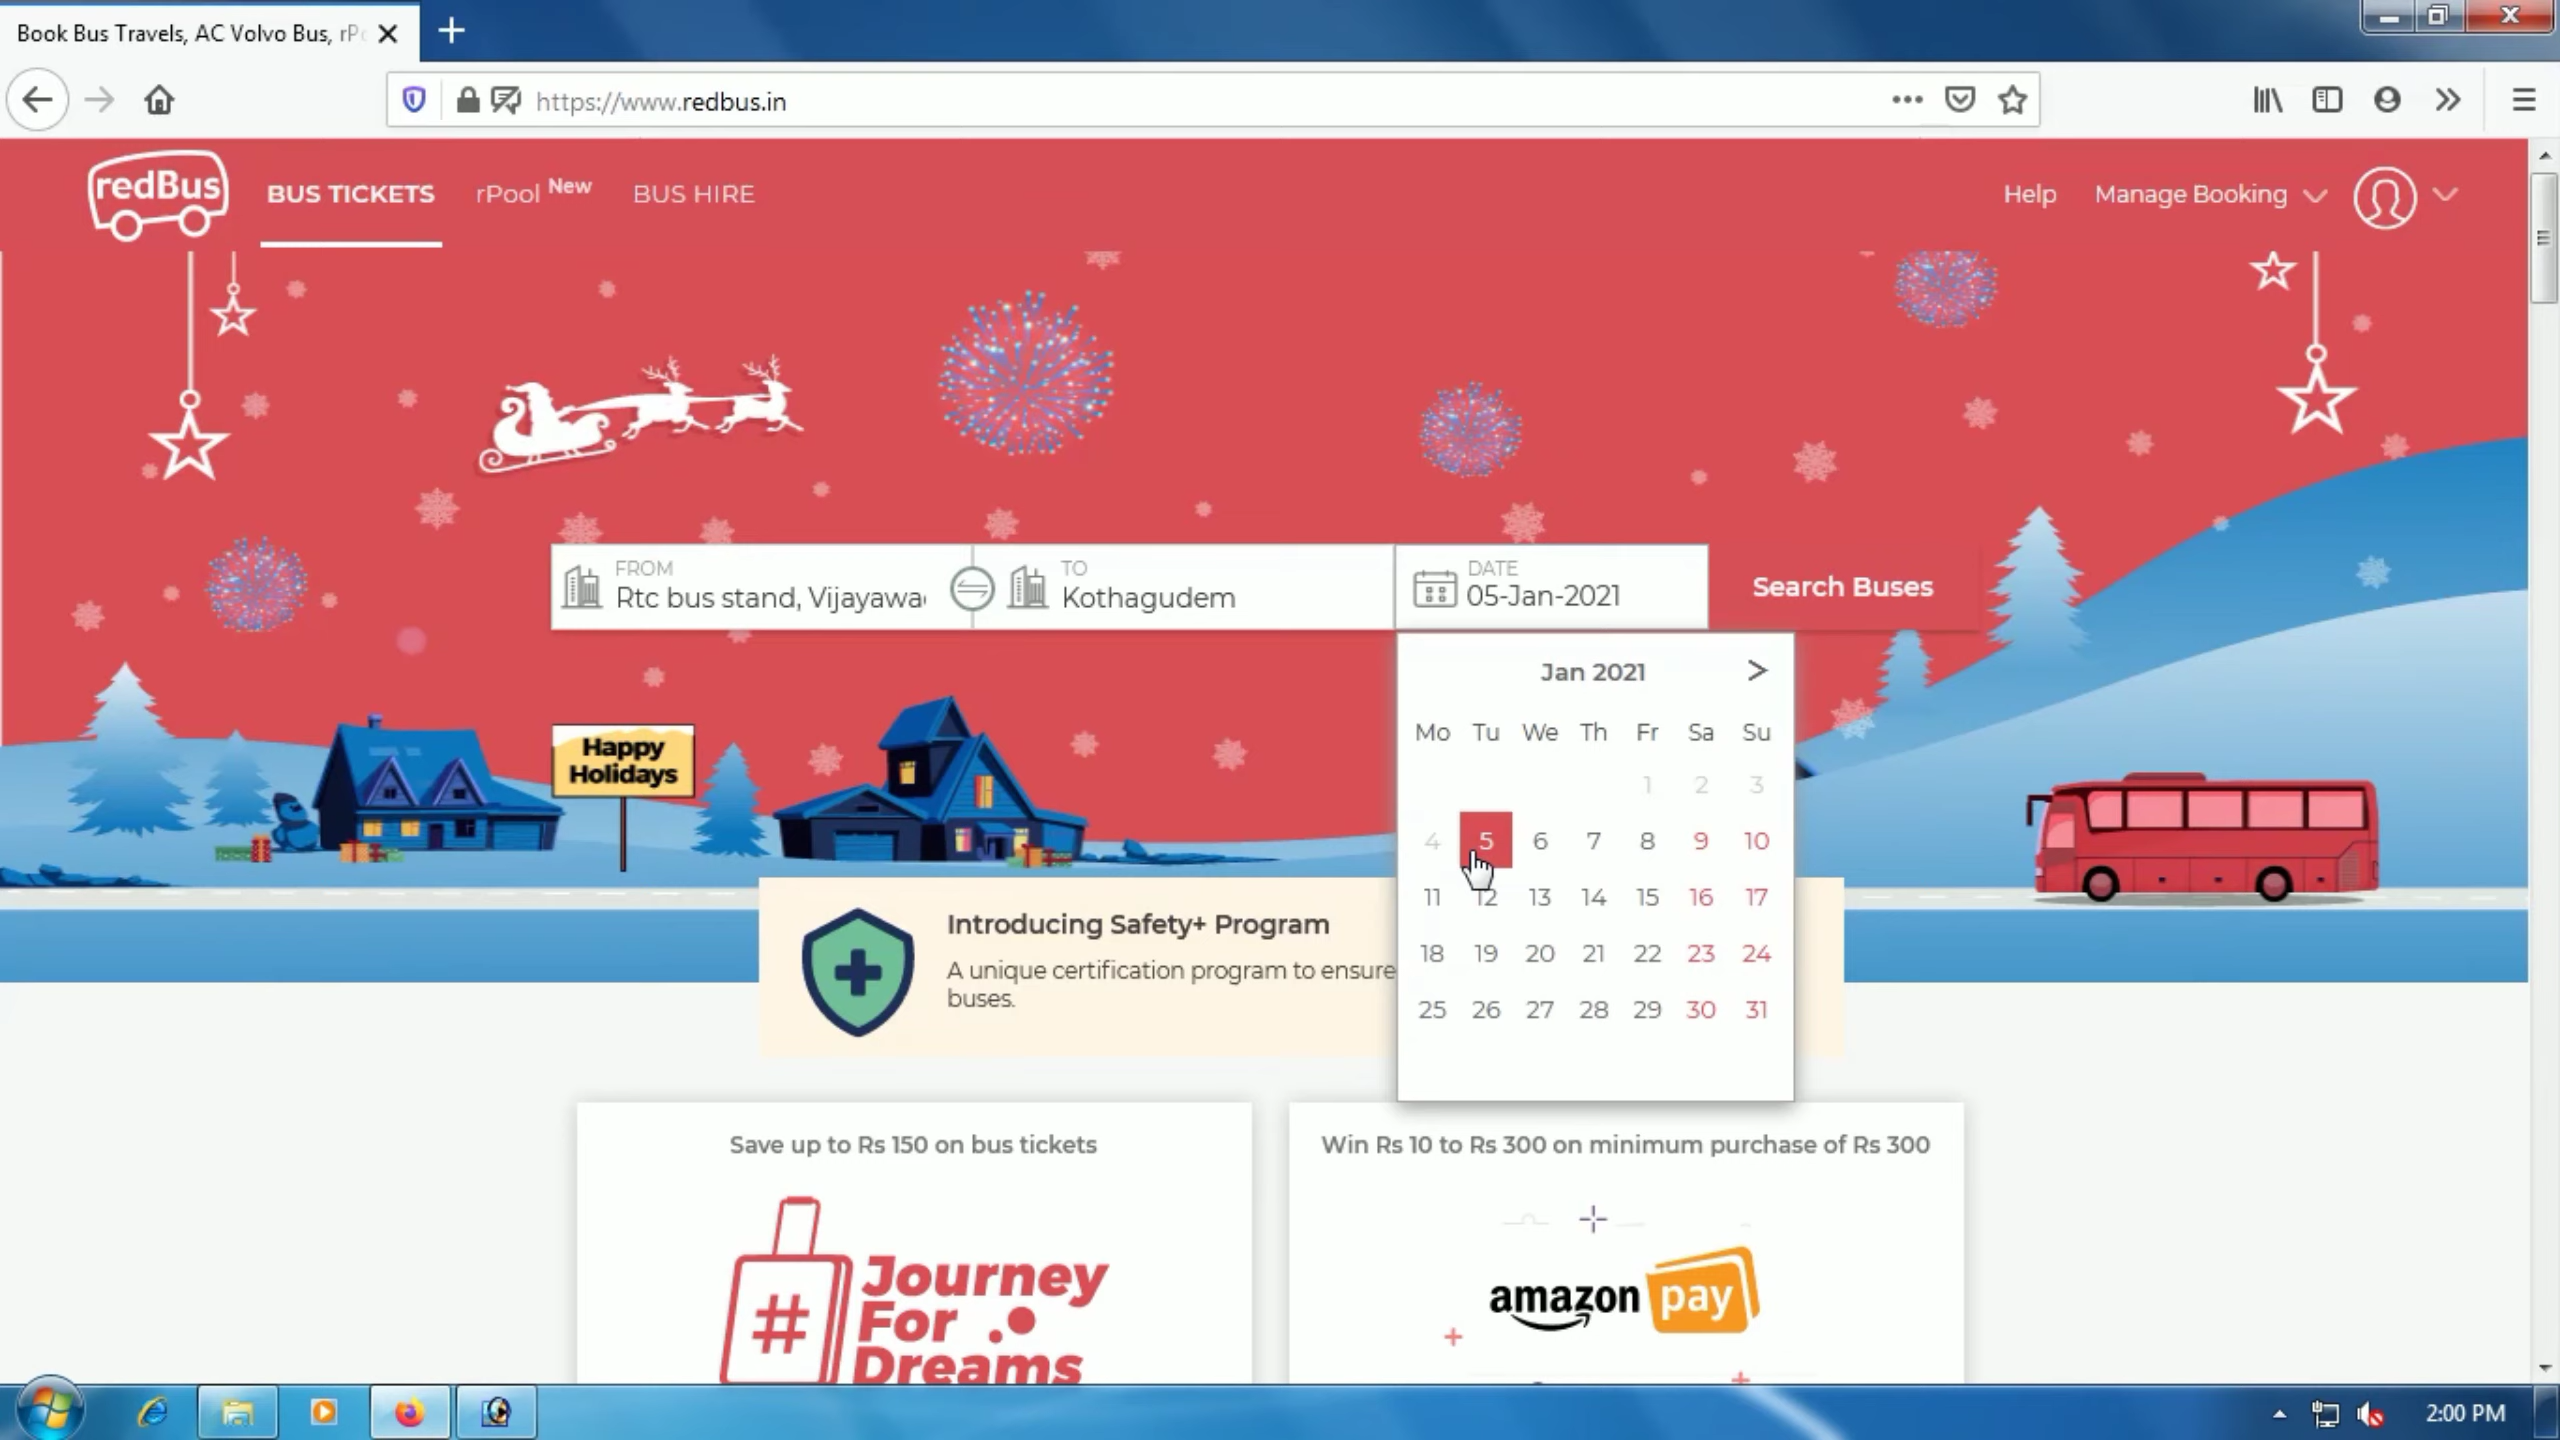 Book Bus Travels, AC Volvo Bus, rP
https://www.redbus.in
redBus
BUS TICKETS
rPool New
BUS HIRE
Help
Manage Booking
FROM
Rtc bus stand, Vijayawa
TO
Kothagudem
DATE
05-Jan-2021
Search Buses
Jan 2021 >
Mo Tu We Th Fr Sa Su
1 2 3
4 5 6 7 8 9 10
11 12 13 14 15 16 17
18 19 20 21 22 23 24
25 26 27 28 29 30 31
Happy
Holidays
Introducing Safety+ Program
A unique certification program to ensure
buses.
Save up to Rs 150 on bus tickets
#
Journey
For
Dreams
Win Rs 10 to Rs 300 on minimum purchase of Rs 300
amazon pay
2:00 PM